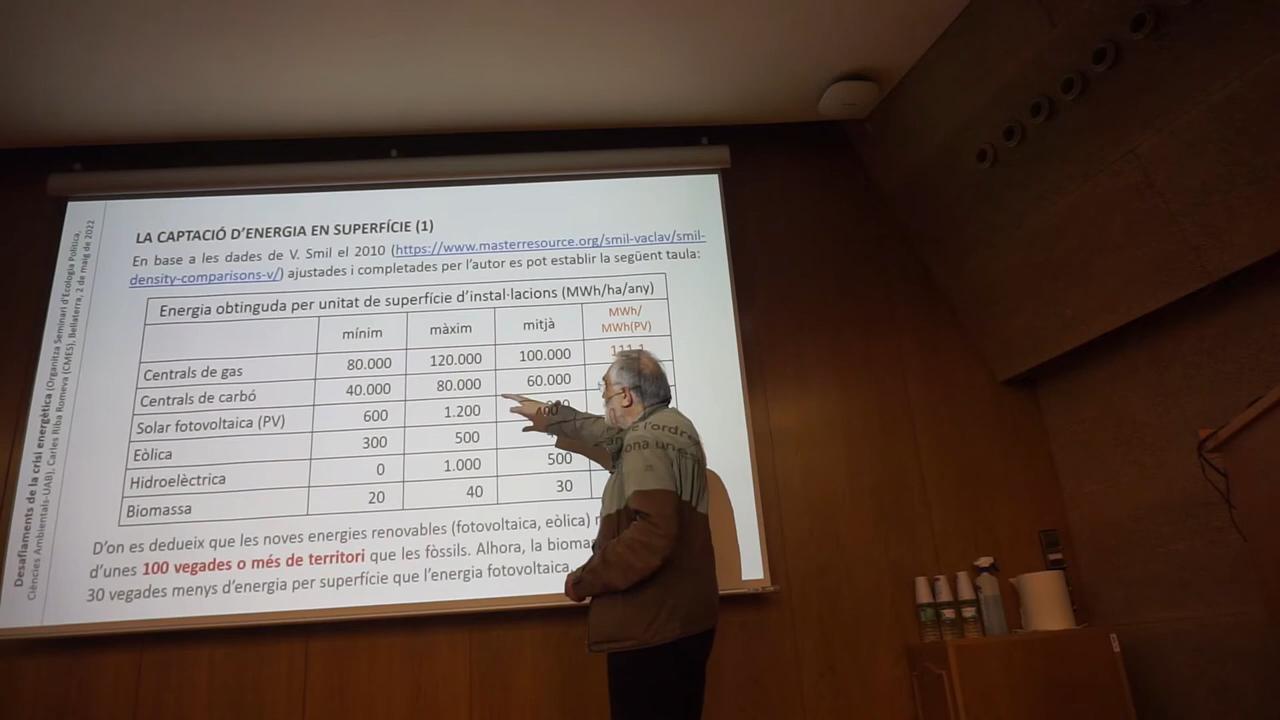 Desafiaments de la crisi energètica (Organitza Seminari d'Ecologia Política,
Ciències Ambientals-UAB), Carles Riba Romeva (CMES), Bellaterra, 2 de maig de 2022
LA CAPTACIÓ D'ENERGIA EN SUPERFÍCIE (1)
En base a les dades de V. Smil el 2010 (https://www.masterresource.org/smil-vaclav/smil-
density-comparisons-v/) ajustades i completades per l'autor es pot establir la següent taula:
Energia obtinguda per unitat de superfície d'instal·lacions (MWh/ha/any)
mínim màxim mitjà MWh/
MWh(PV)
Centrals de gas 80.000 120.000 100.000 111,1
Centrals de carbó 40.000 80.000 60.000
Solar fotovoltaica (PV) 600 1.200
Eòlica 300 500 400
Hidroelèctrica 0 1.000 500
Biomassa 20 40 30
D'on es dedueix que les noves energies renovables (fotovoltaica, eòlica)
d'unes 100 vegades o més de territori que les fòssils. Alhora, la
30 vegades menys d'energia per superfície que l'energia fotovoltaica.